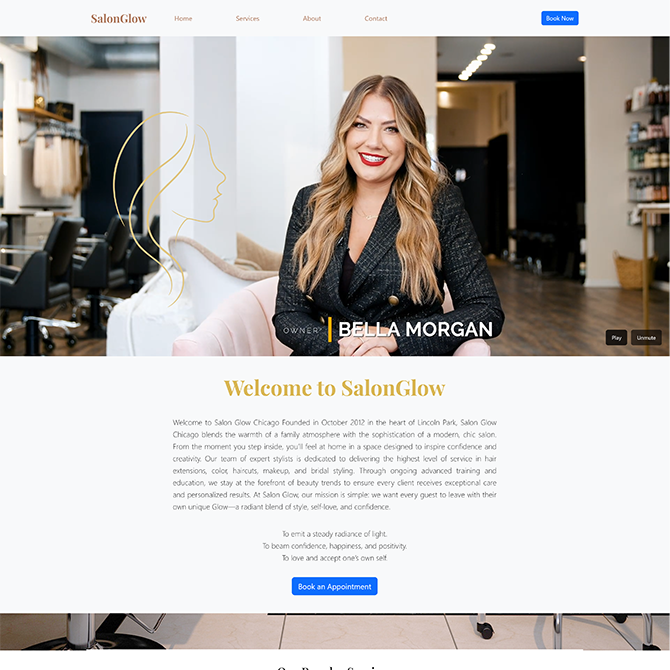 SalonGlow Home Services About Contact Book Now
OWNER BELLA MORGAN
Play Unmute
Welcome to SalonGlow
Welcome to Salon Glow Chicago Founded in October 2012 in the heart of Lincoln Park, Salon Glow
Chicago blends the warmth of a family atmosphere with the sophistication of a modern, chic salon.
From the moment you step inside, you'll feel at home in a space designed to inspire confidence and
creativity. Our team of expert stylists is dedicated to delivering the highest level of service in hair
extensions, color, haircuts, makeup, and bridal styling. Through ongoing advanced training and
education, we stay at the forefront of beauty trends to ensure every client receives exceptional care
and personalized results. At Salon Glow, our mission is simple: we want every guest to leave with their
own unique Glow—a radiant blend of style, self-love, and confidence.
To emit a steady radiance of light.
To beam confidence, happiness, and positivity.
To love and accept one's own self.
Book an Appointment